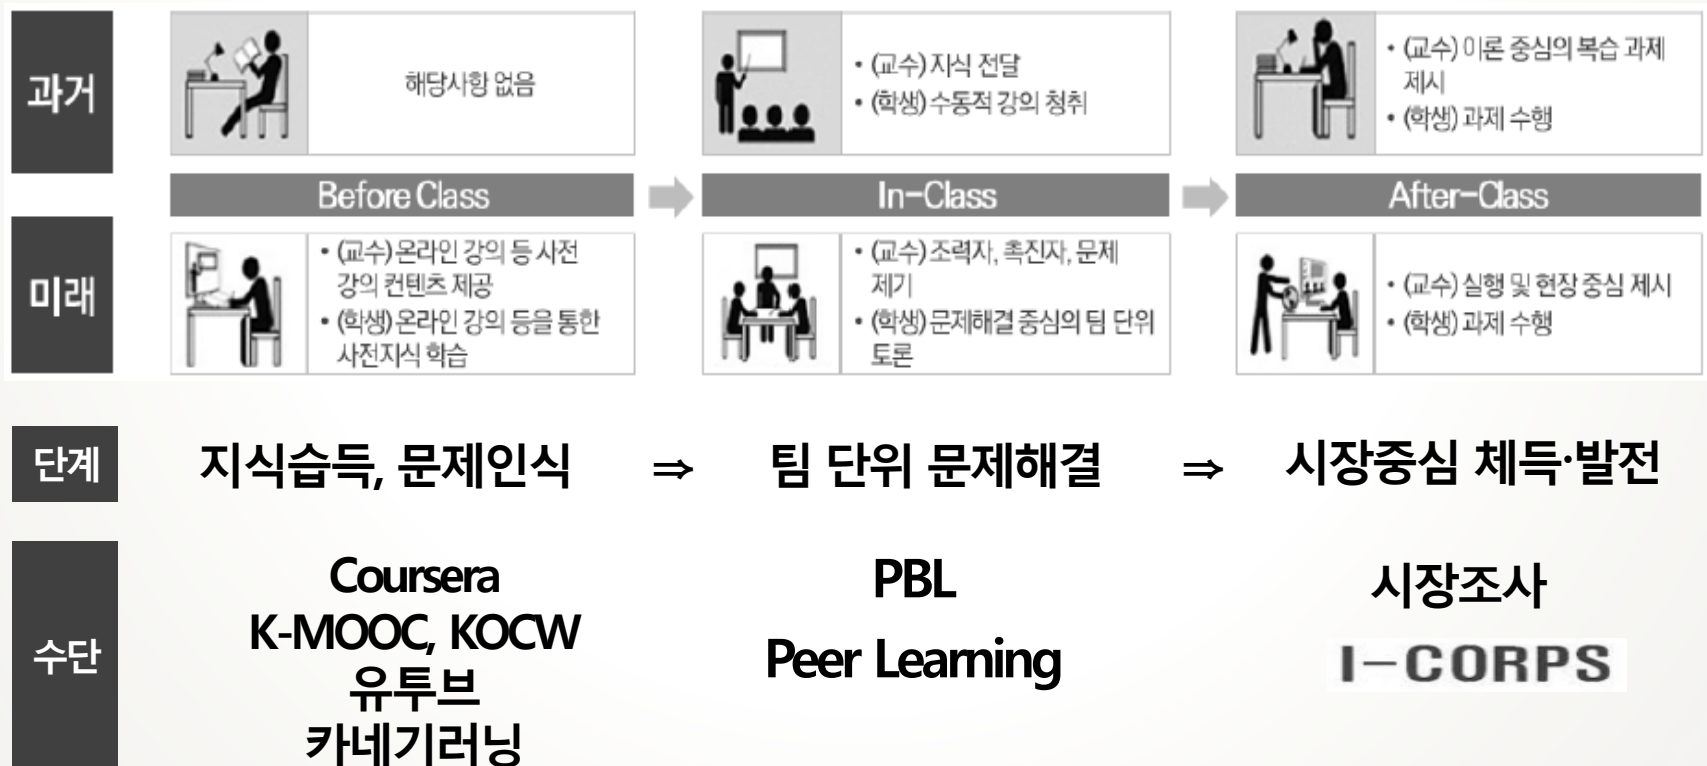 과거
해당사항 없음
• (교수) 지식 전달
• (학생) 수동적 강의 청취
• (교수) 이론 중심의 복습 과제
제시
• (학생) 과제 수행
Before Class
In-Class
After-Class
미래
• (교수) 온라인 강의 등 사전
강의 컨텐츠 제공
• (학생) 온라인 강의 등을 통한
사전지식 학습
• (교수) 조력자, 촉진자, 문제
제기
• (학생) 문제해결 중심의 팀 단위
토론
• (교수) 실행 및 현장 중심 제시
• (학생) 과제 수행
단계
지식습득, 문제인식
⇒
팀 단위 문제해결
⇒
시장중심 체득·발전
수단
Coursera
K-MOOC, KOCW
유투브
카네기러닝
PBL
Peer Learning
시장조사
I-CORPS